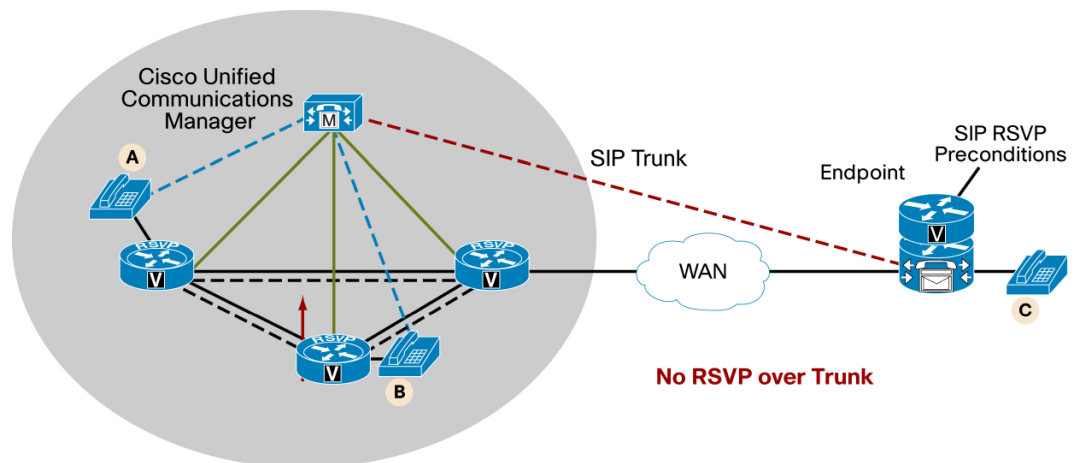 Cisco Unified
Communications
Manager
M
A
SIP Trunk
SIP RSVP
Preconditions
Endpoint
V
RSVP
V
RSVP
V
WAN
C
RSVP
V
B
No RSVP over Trunk